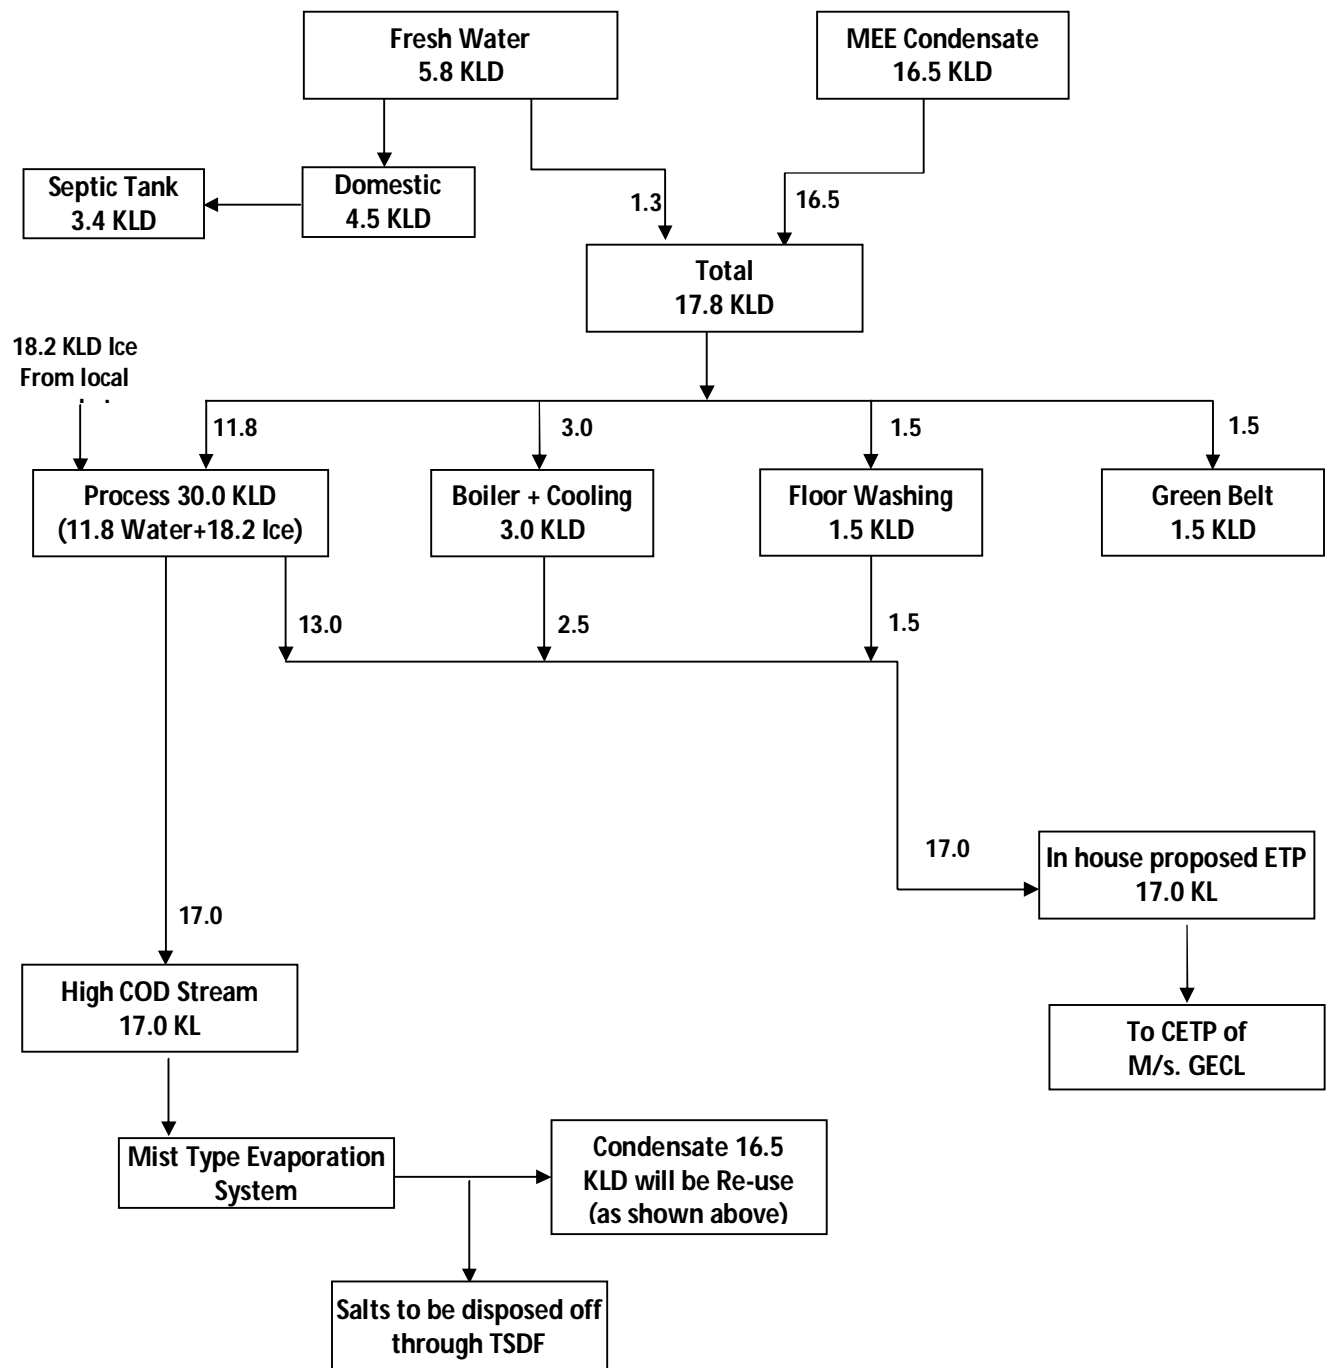 Fresh Water
5.8 KLD
MEE Condensate
16.5 KLD
Septic Tank
3.4 KLD
Domestic
4.5 KLD
1.3
16.5
Total
17.8 KLD
18.2 KLD Ice
From local
11.8
3.0
1.5
1.5
Process 30.0 KLD
(11.8 Water+18.2 Ice)
Boiler + Cooling
3.0 KLD
Floor Washing
1.5 KLD
Green Belt
1.5 KLD
13.0
2.5
1.5
17.0
In house proposed ETP
17.0 KL
17.0
High COD Stream
17.0 KL
To CETP of
M/s. GECL
Mist Type Evaporation
System
Condensate 16.5
KLD will be Re-use
(as shown above)
Salts to be disposed off
through TSDF